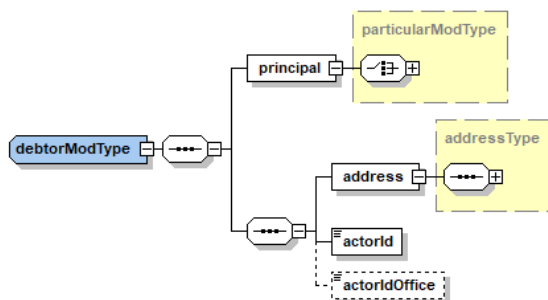 particularModType
principal
debtorModType
addressType
address
actorId
actorIdOffice